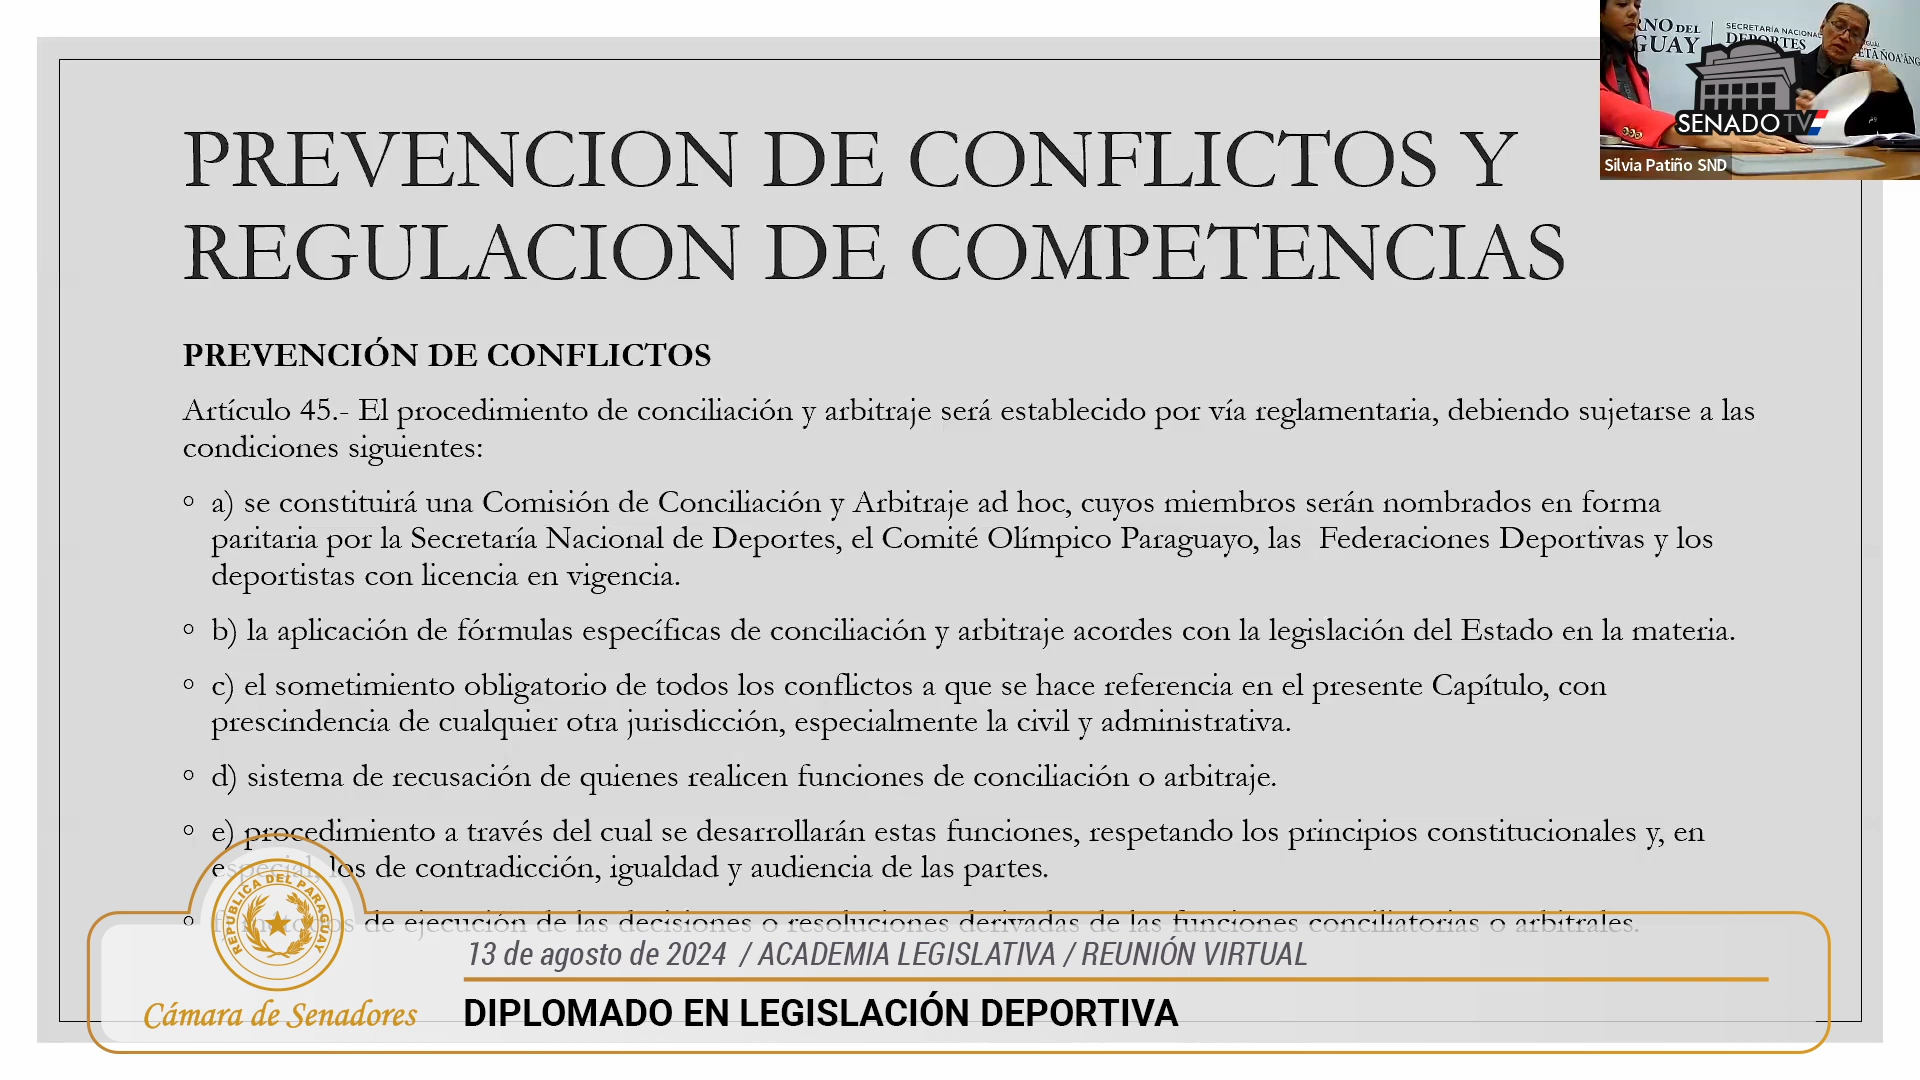 PREVENCION DE CONFLICTOS Y
REGULACION DE COMPETENCIAS
PREVENCIÓN DE CONFLICTOS
Artículo 45.- El procedimiento de conciliación y arbitraje será establecido por vía reglamentaria, debiendo sujetarse a las
condiciones siguientes:
◦ a) se constituirá una Comisión de Conciliación y Arbitraje ad hoc, cuyos miembros serán nombrados en forma
paritaria por la Secretaría Nacional de Deportes, el Comité Olímpico Paraguayo, las  Federaciones Deportivas y los
deportistas con licencia en vigencia.
◦ b) la aplicación de fórmulas específicas de conciliación y arbitraje acordes con la legislación del Estado en la materia.
◦ c) el sometimiento obligatorio de todos los conflictos a que se hace referencia en el presente Capítulo, con
prescindencia de cualquier otra jurisdicción, especialmente la civil y administrativa.
◦ d) sistema de recusación de quienes realicen funciones de conciliación o arbitraje.
◦ e) procedimiento a través del cual se desarrollarán estas funciones, respetando los principios constitucionales y, en
especial, los de contradicción, igualdad y audiencia de las partes.
◦ de ejecución de las decisiones o resoluciones derivadas de las funciones conciliatorias o arbitrales.
RNO DEL
GUAY
SECRETARÍA NACIONAL
DEPORTES
SENADO TV
Silvia Patiño SND
REPUBLICA DEL PARAGUAY
Cámara de Senadores
13 de agosto de 2024 / ACADEMIA LEGISLATIVA / REUNIÓN VIRTUAL
DIPLOMADO EN LEGISLACIÓN DEPORTIVA